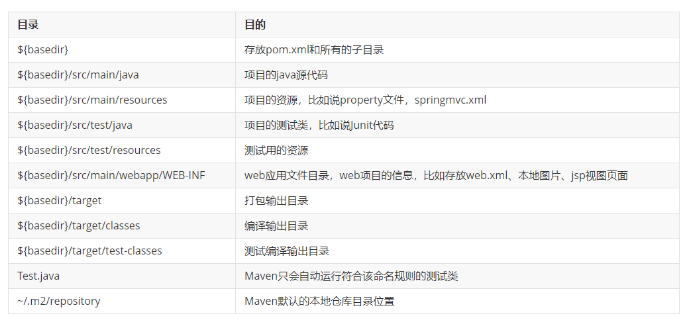 目录 目的
${basedir} 存放pom.xml和所有的子目录
${basedir}/src/main/java 项目的java源代码
${basedir}/src/main/resources 项目的资源，比如说property文件，springmvc.xml
${basedir}/src/test/java 项目的测试类，比如说Junit代码
${basedir}/src/test/resources 测试用的资源
${basedir}/src/main/webapp/WEB-INF web应用文件目录，web项目的信息，比如存放web.xml、本地图片、jsp视图页面
${basedir}/target 打包输出目录
${basedir}/target/classes 编译输出目录
${basedir}/target/test-classes 测试编译输出目录
Test.java Maven只会自动运行符合该命名规则的测试类
~/.m2/repository Maven默认的本地仓库目录位置